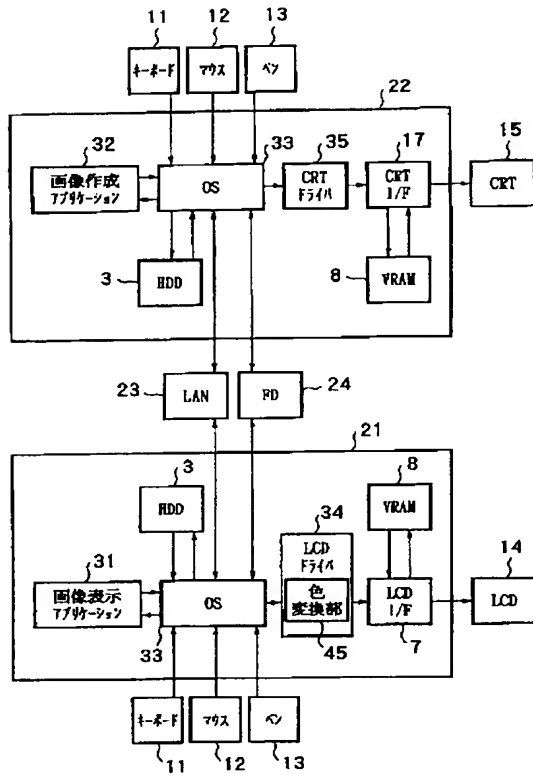 11
12
13
キーボード
マウス
ペン
22
32
33
35
17
15
画像作成
アプリケーション
OS
CRT
ドライバ
CRT
I/F
CRT
3
HDD
8
VRAM
23
LAN
FD
24
21
3
HDD
34
8
VRAM
31
LCD
ドライバ
14
画像表示
アプリケーション
OS
色
変換部
LCD
I/F
LCD
33
45
7
キーボード
マウス
ペン
11
12
13